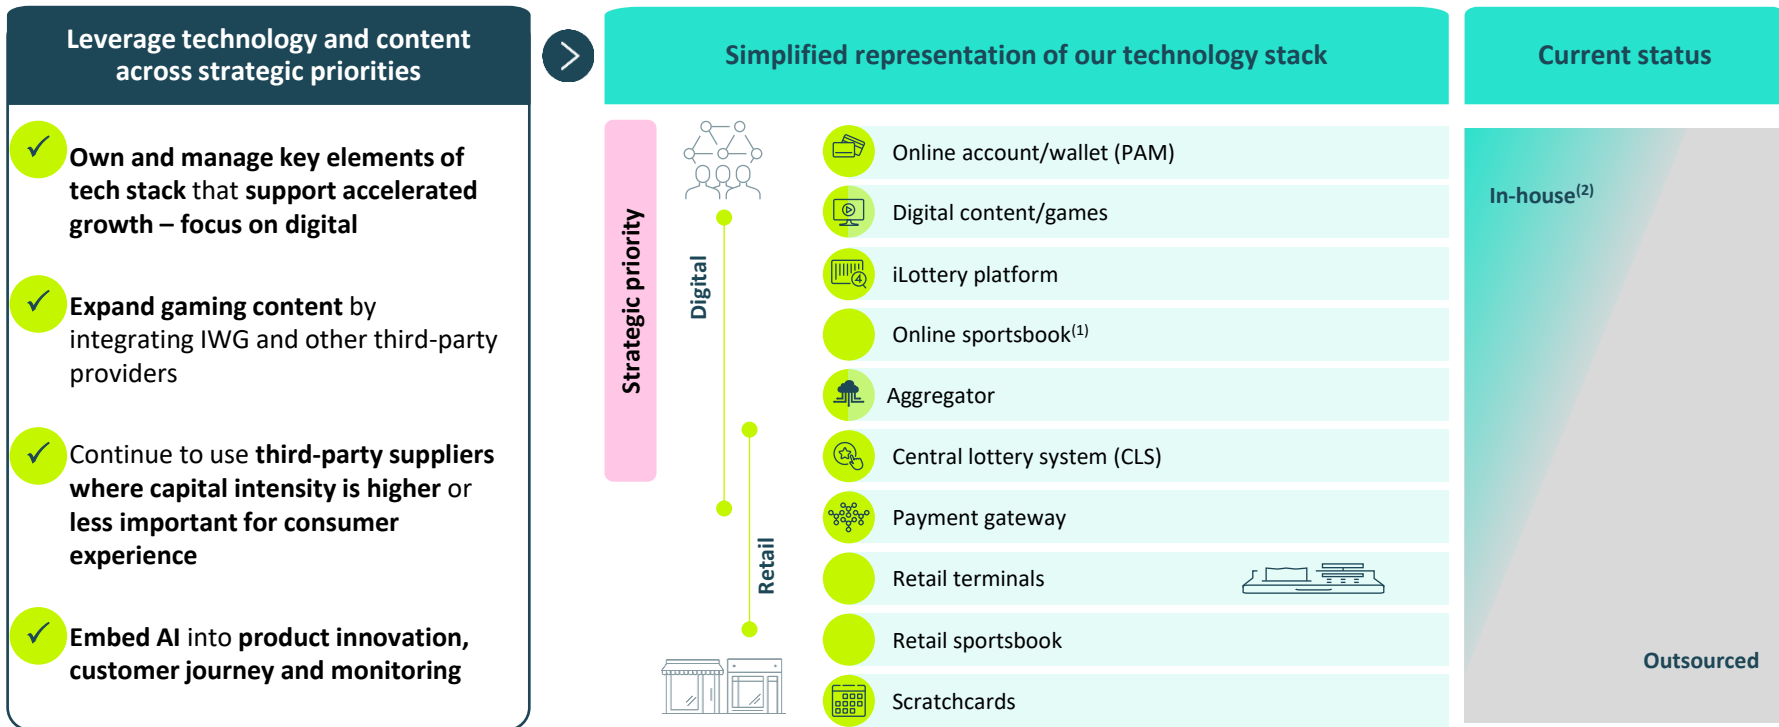 Leverage technology and content
across strategic priorities
Own and manage key elements of
tech stack that support accelerated
growth – focus on digital
Expand gaming content by
integrating IWG and other third-party
providers
Continue to use third-party suppliers
where capital intensity is higher or
less important for consumer
experience
Embed AI into product innovation,
customer journey and monitoring
Simplified representation of our technology stack
Strategic priority
Digital
Retail
Online account/wallet (PAM)
Digital content/games
iLottery platform
Online sportsbook(1)
Aggregator
Central lottery system (CLS)
Payment gateway
Retail terminals
Retail sportsbook
Scratchcards
Current status
In-house(2)
Outsourced